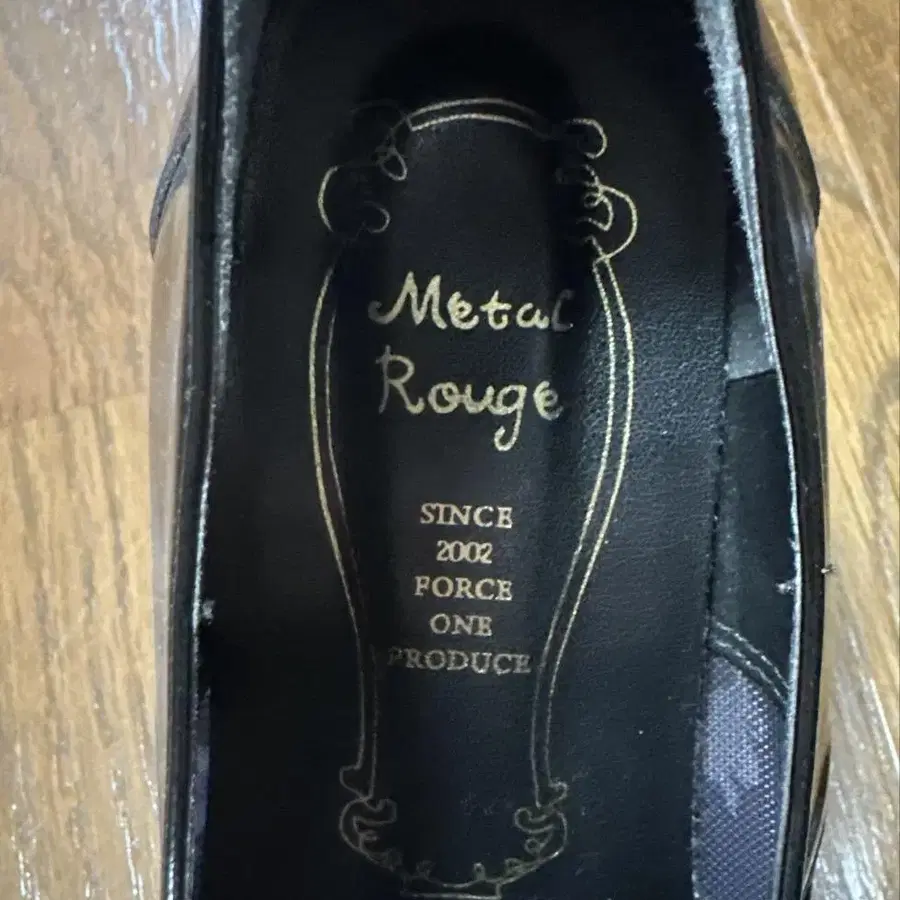 Metal
Rouge
SINCE
2002
FORCE
ONE
PRODUCE